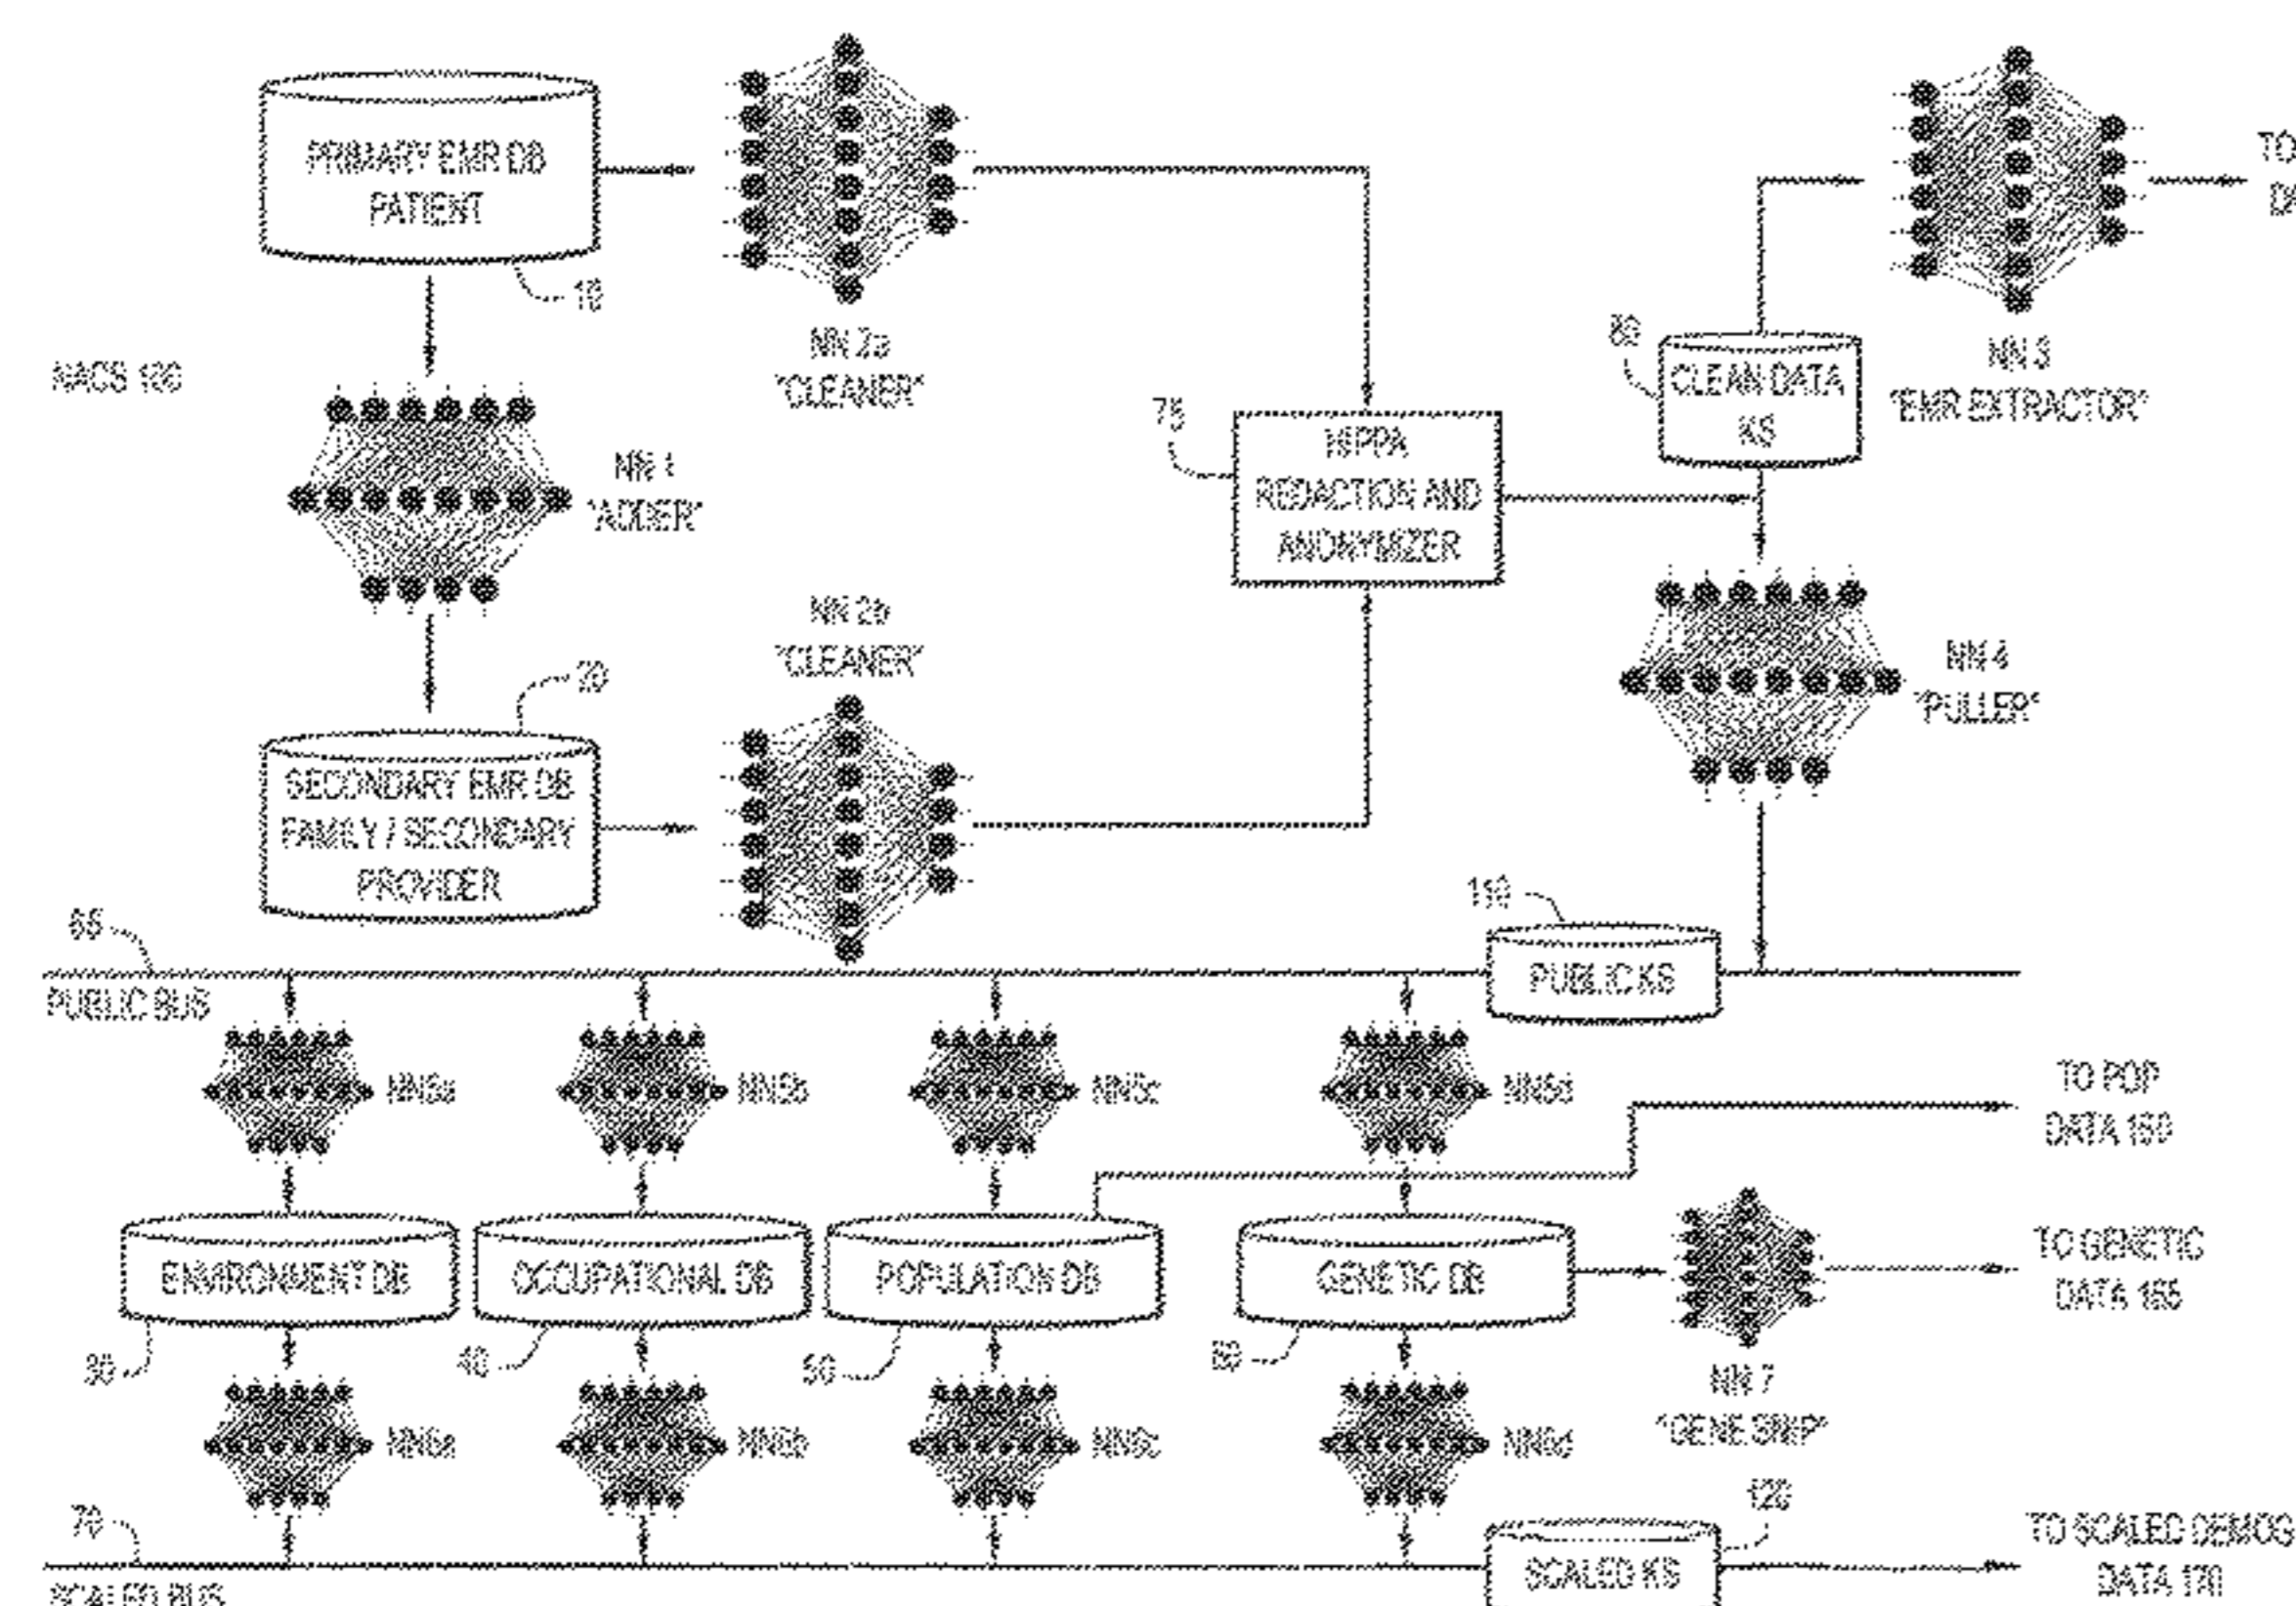 PRIMARY EMR DB
PATIENT
10
NN 2a
"CLEANER"
TO
NN 3
"EMR EXTRACTOR"
80
CLEAN DATA
KS
NACS 100
NN 1
"ADDER"
75
HIPPA
REDACTION AND
ANONYMIZER
NN 2b
"CLEANER"
NN 4
"PULLER"
20
SECONDARY EMR DB
FAMILY / SECONDARY
PROVIDER
65
PUBLIC BUS
110
PUBLIC KS
NN5a
NN5b
NN5c
NN5d
TO POP
DATA 160
ENVIRONMENT DB
OCCUPATIONAL DB
POPULATION DB
GENETIC DB
TO GENETIC
DATA 165
30
40
50
60
NN 7
"GENE SNIP"
NN6a
NN6b
NN6c
NN6d
70
SCALED BUS
120
SCALED KS
TO SCALED DEMOG
DATA 170